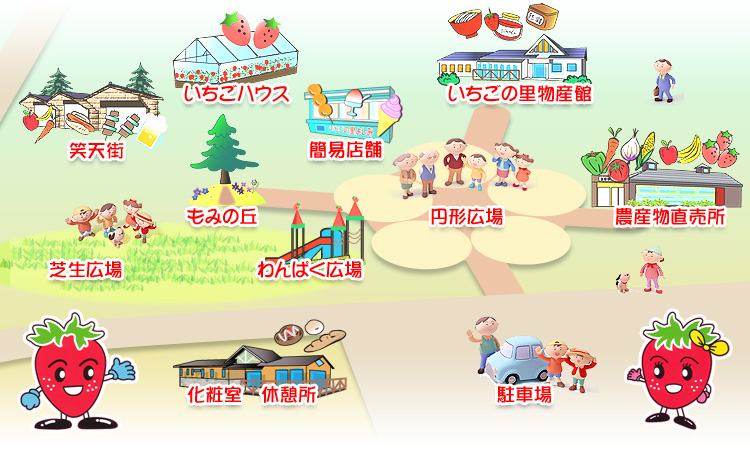 いちごハウス
いちごの里物産館
笑天街
簡易店舗
もみの丘
円形広場
農産物直売所
芝生広場
わんぱく広場
化粧室 休憩所
駐車場